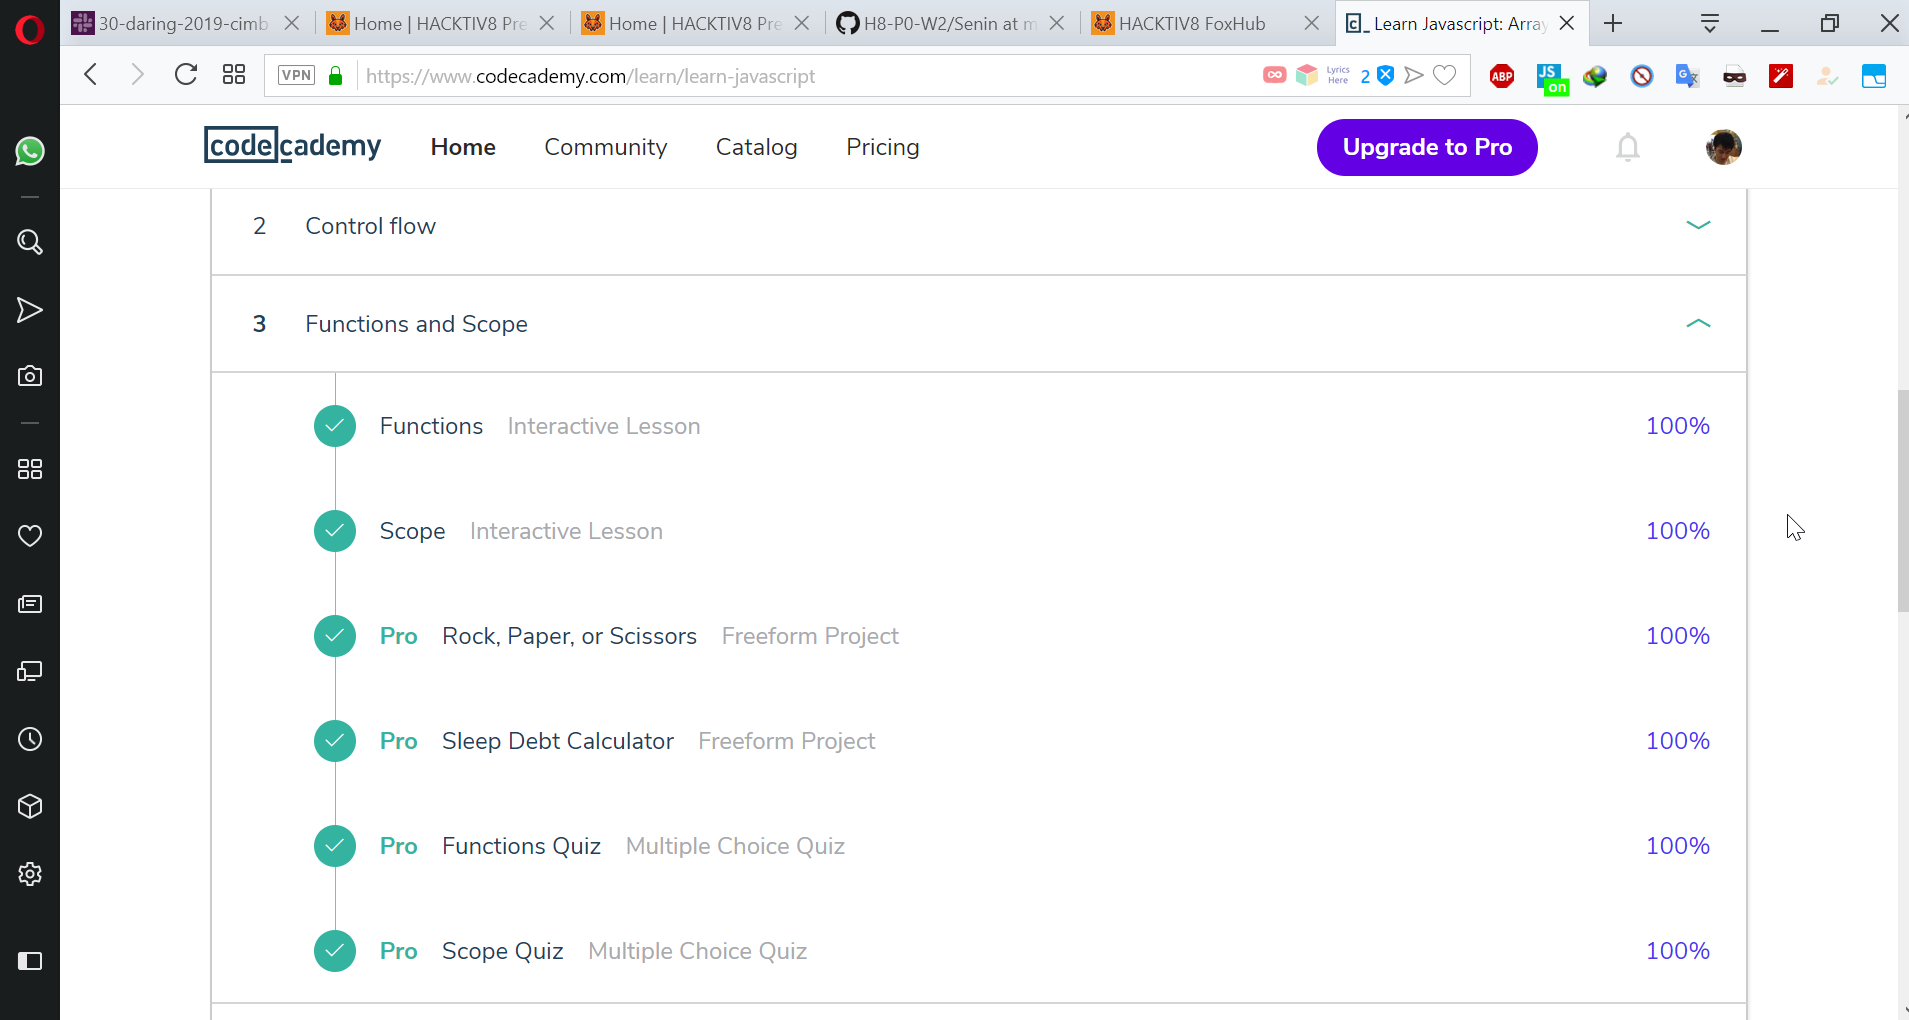 30-daring-2019-cimb
Home | HACKTIV8 Pre
Home | HACKTIV8 Pre
H8-P0-W2/Senin at m
HACKTIV8 FoxHub
Learn Javascript: Array
VPN
https://www.codecademy.com/learn/learn-javascript
Lyrics
Here
2
ABP
JS
on
codecademy
Home
Community
Catalog
Pricing
Upgrade to Pro
2 Control flow
3 Functions and Scope
Functions Interactive Lesson 100%
Scope Interactive Lesson 100%
Pro Rock, Paper, or Scissors Freeform Project 100%
Pro Sleep Debt Calculator Freeform Project 100%
Pro Functions Quiz Multiple Choice Quiz 100%
Pro Scope Quiz Multiple Choice Quiz 100%